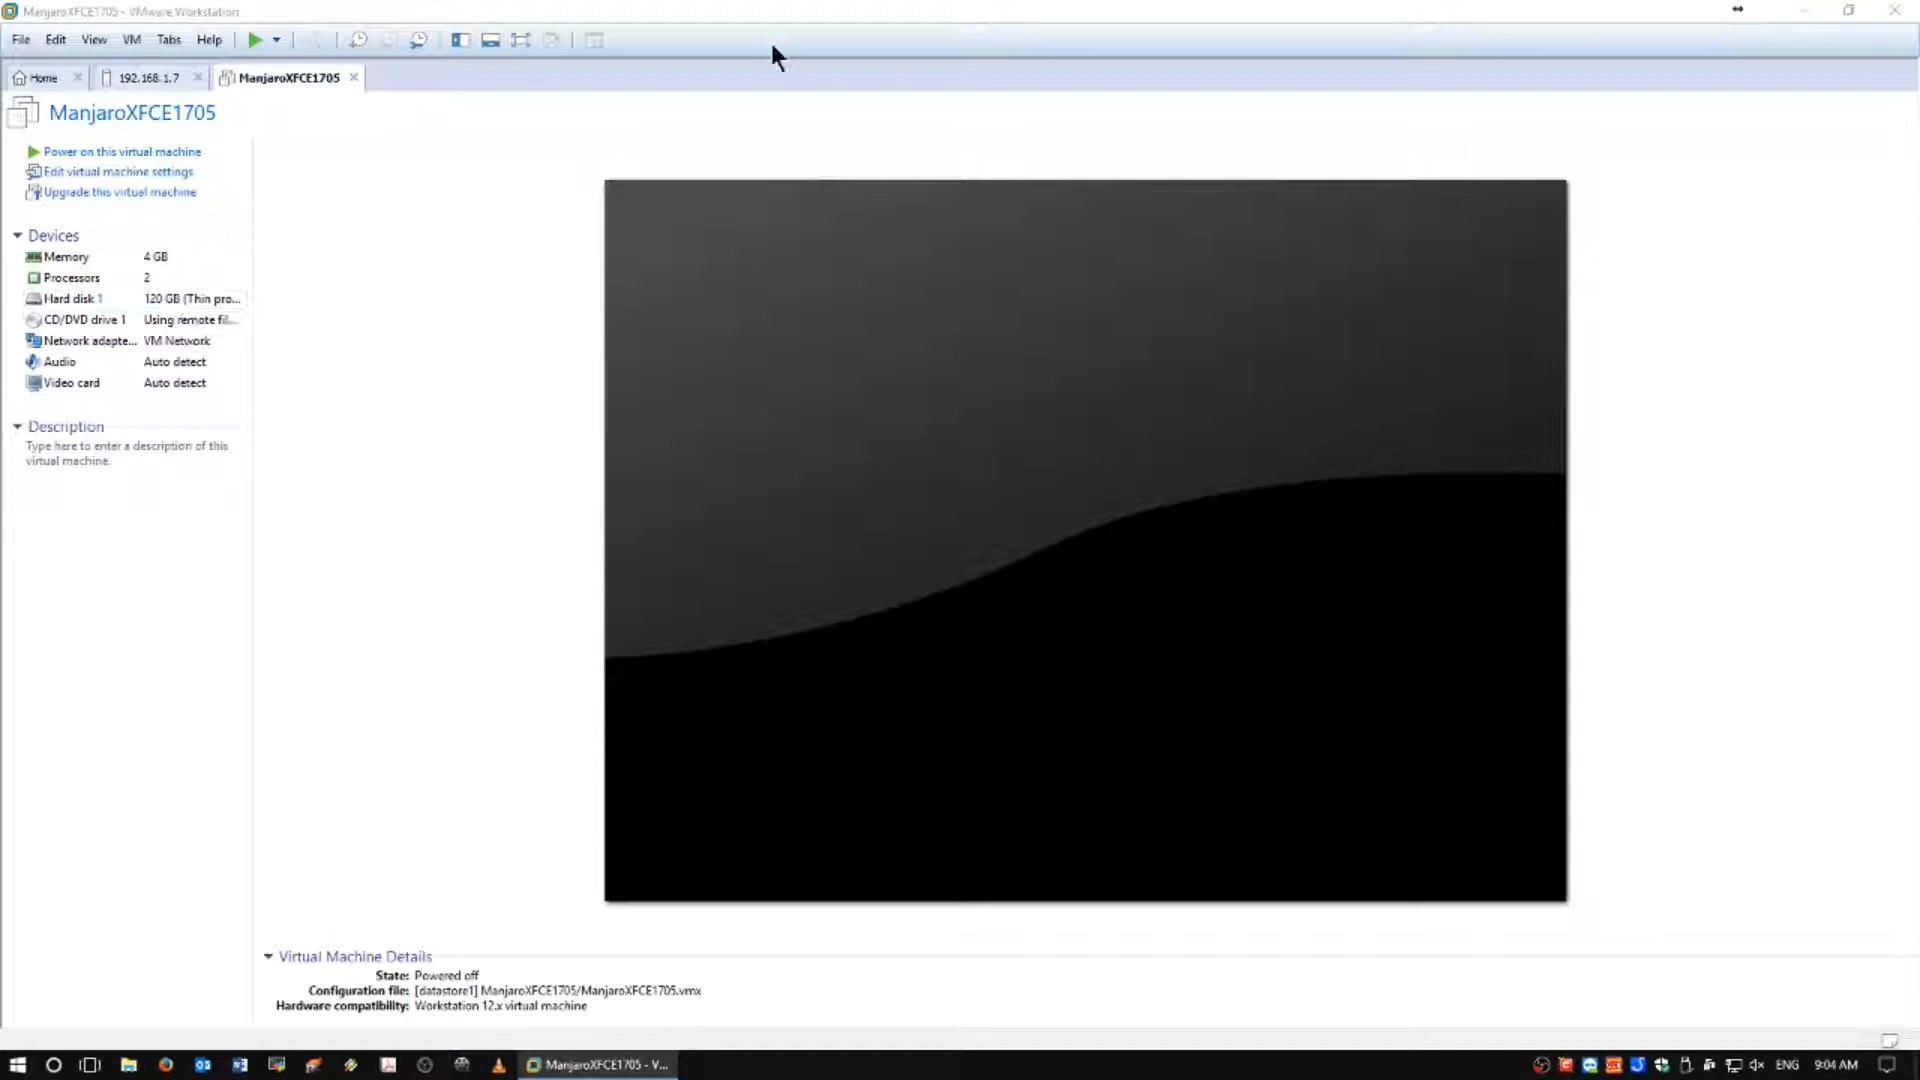 ManjaroXFCE1705 - VMware Workstation
File Edit View VM Tabs Help
Home 192.168.1.7 ManjaroXFCE1705
ManjaroXFCE1705
Power on this virtual machine
Edit virtual machine settings
Upgrade this virtual machine
Devices
Memory 4 GB
Processors 2
Hard disk 1 120 GB (Thin pro...
CD/DVD drive 1 Using remote fil...
Network adapte... VM Network
Audio Auto detect
Video card Auto detect
Description
Type here to enter a description of this
virtual machine.
Virtual Machine Details
State: Powered off
Configuration file: [datastore1] ManjaroXFCE1705/ManjaroXFCE1705.vmx
Hardware compatibility: Workstation 12.x virtual machine
ManjaroXFCE1705 - V... ENG 9:04 AM